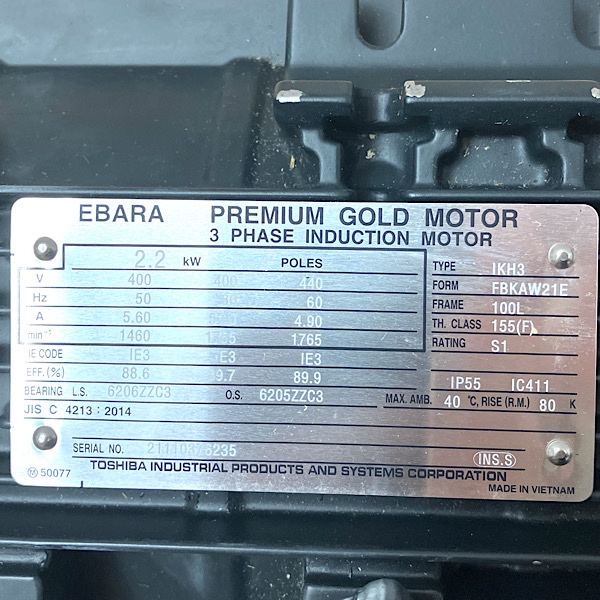 EBARA PREMIUM GOLD MOTOR
3 PHASE INDUCTION MOTOR
2.2 kW POLES
V 400 400 440
Hz 50 60
A 5.60 4.90
min⁻¹ 1460 1765
IE CODE IE3 IE3 IE3
EFF.(%) 88.6 89.9
BEARING L.S. 6206ZZC3 O.S. 6205ZZC3
JIS C 4213 : 2014
TYPE IKH3
FORM FBKAW21E
FRAME 100L
TH. CLASS 155(F)
RATING S1
IP55 IC411
MAX. AMB. 40 ℃, RISE (R.M.) 80 K
SERIAL NO.
INS.S
TOSHIBA INDUSTRIAL PRODUCTS AND SYSTEMS CORPORATION
Ⓜ 50077
MADE IN VIETNAM